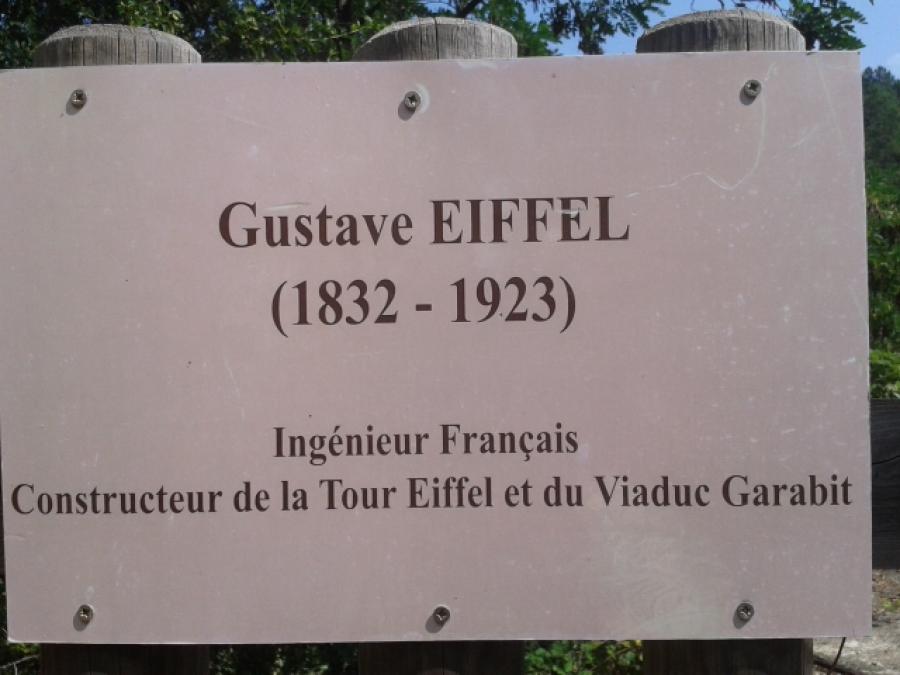 Gustave EIFFEL
(1832 - 1923)
Ingénieur Français
Constructeur de la Tour Eiffel et du Viaduc Garabit